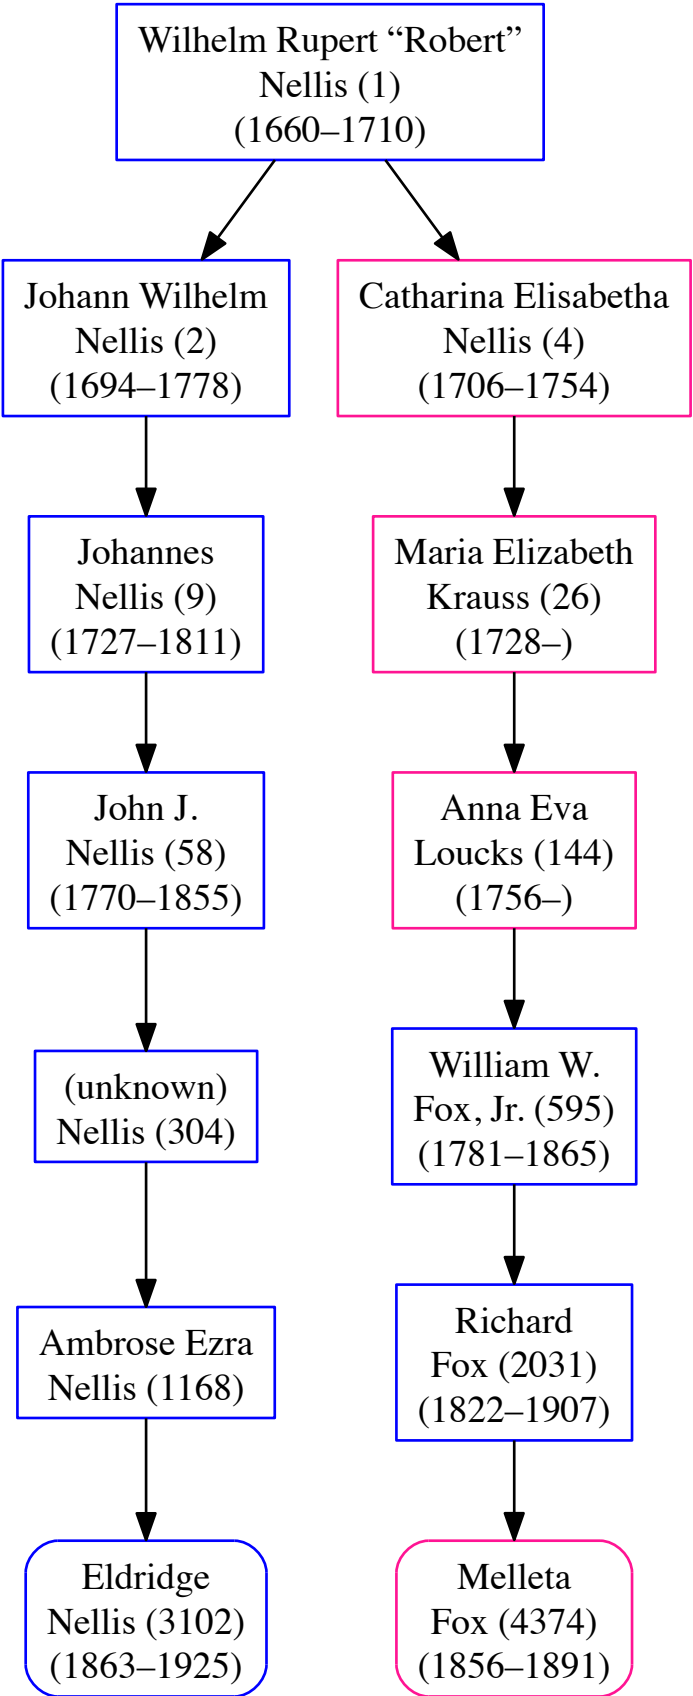 Wilhelm Rupert “Robert”
Nellis (1)
(1660–1710)
Johann Wilhelm
Nellis (2)
(1694–1778)
Catharina Elisabetha
Nellis (4)
(1706–1754)
Johannes
Nellis (9)
(1727–1811)
Maria Elizabeth
Krauss (26)
(1728–)
John J.
Nellis (58)
(1770–1855)
Anna Eva
Loucks (144)
(1756–)
(unknown)
Nellis (304)
William W.
Fox, Jr. (595)
(1781–1865)
Ambrose Ezra
Nellis (1168)
Richard
Fox (2031)
(1822–1907)
Eldridge
Nellis (3102)
(1863–1925)
Melleta
Fox (4374)
(1856–1891)